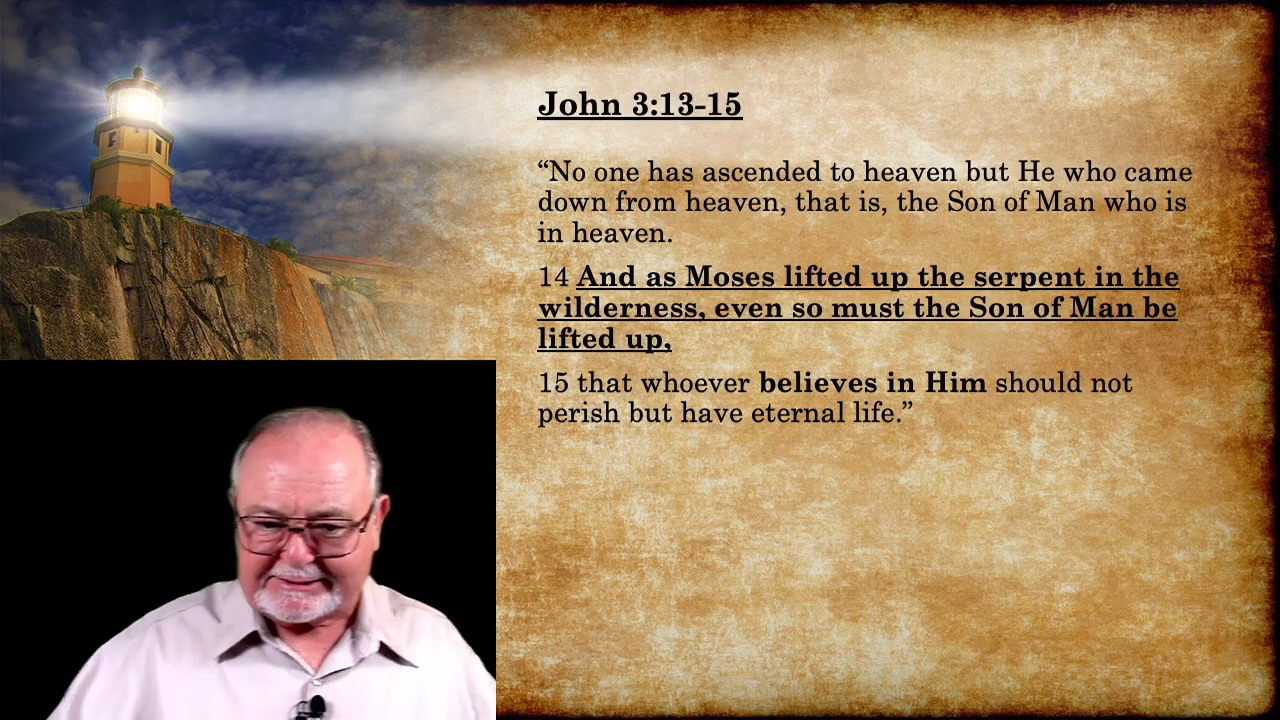 John 3:13-15
“No one has ascended to heaven but He who came
down from heaven, that is, the Son of Man who is
in heaven.
14 And as Moses lifted up the serpent in the
wilderness, even so must the Son of Man be
lifted up,
15 that whoever believes in Him should not
perish but have eternal life.”